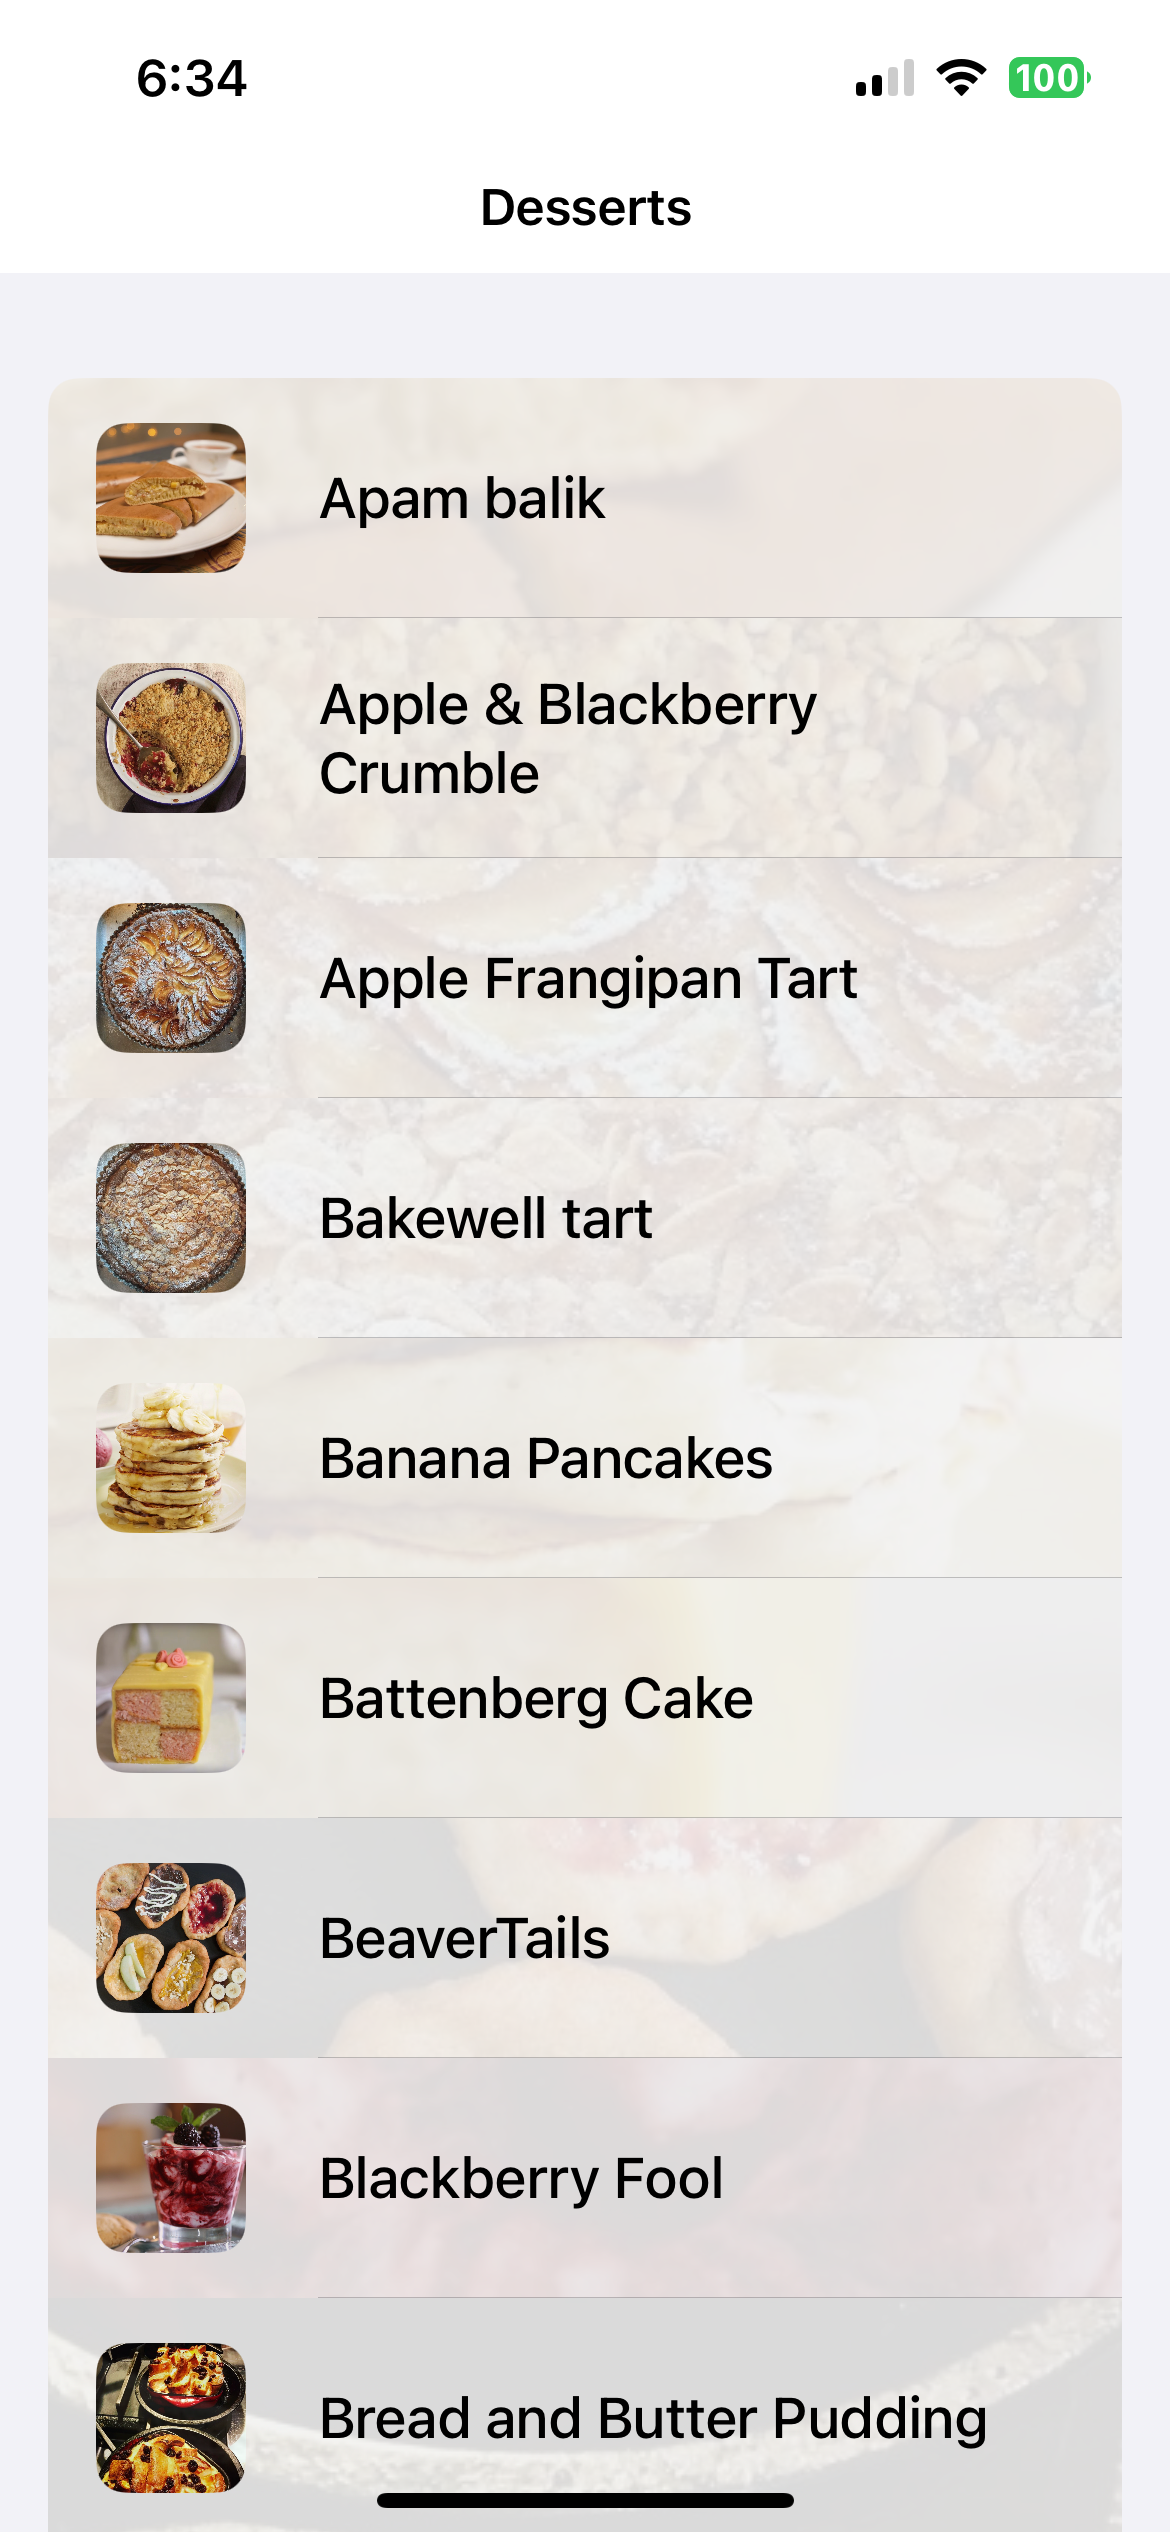 6:34
100
Desserts
Apam balik
Apple & Blackberry
Crumble
Apple Frangipan Tart
Bakewell tart
Banana Pancakes
Battenberg Cake
BeaverTails
Blackberry Fool
Bread and Butter Pudding